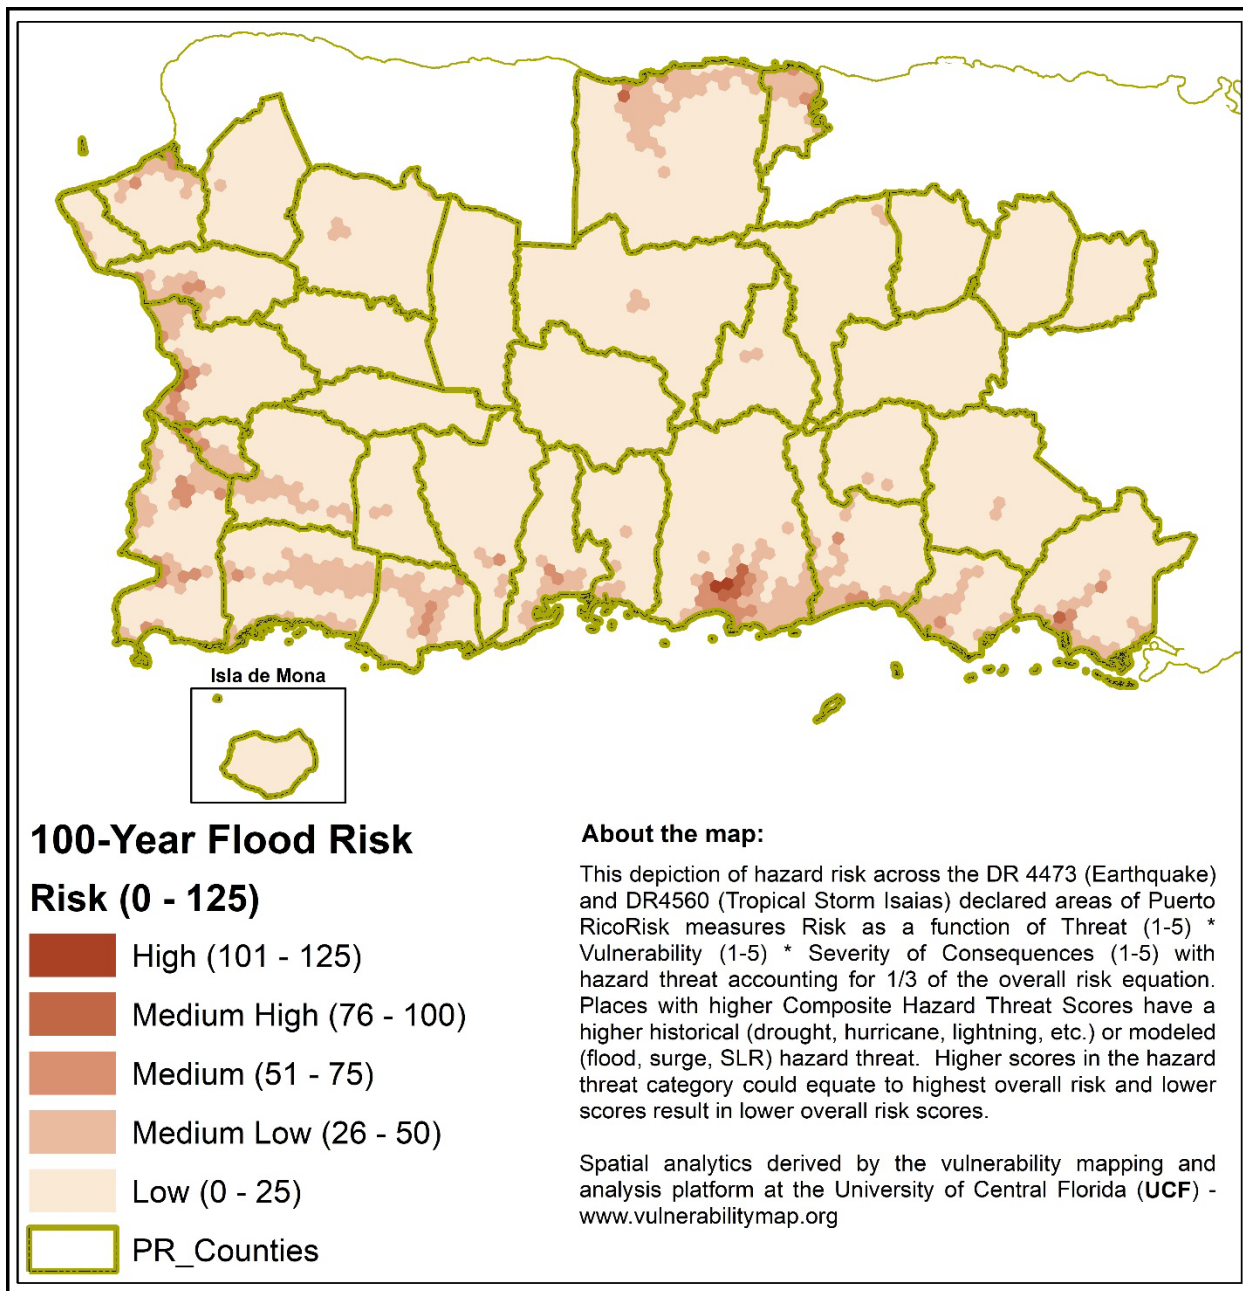 Isla de Mona
100-Year Flood Risk
Risk (0 - 125)
High (101 - 125)
Medium High (76 - 100)
Medium (51 - 75)
Medium Low (26 - 50)
Low (0 - 25)
PR_Counties
About the map:
This depiction of hazard risk across the DR 4473 (Earthquake)
and DR4560 (Tropical Storm Isaias) declared areas of Puerto
RicoRisk measures Risk as a function of Threat (1-5) *
Vulnerability (1-5) * Severity of Consequences (1-5) with
hazard threat accounting for 1/3 of the overall risk equation.
Places with higher Composite Hazard Threat Scores have a
higher historical (drought, hurricane, lightning, etc.) or modeled
(flood, surge, SLR) hazard threat. Higher scores in the hazard
threat category could equate to highest overall risk and lower
scores result in lower overall risk scores.
Spatial analytics derived by the vulnerability mapping and
analysis platform at the University of Central Florida (UCF) -
www.vulnerabilitymap.org